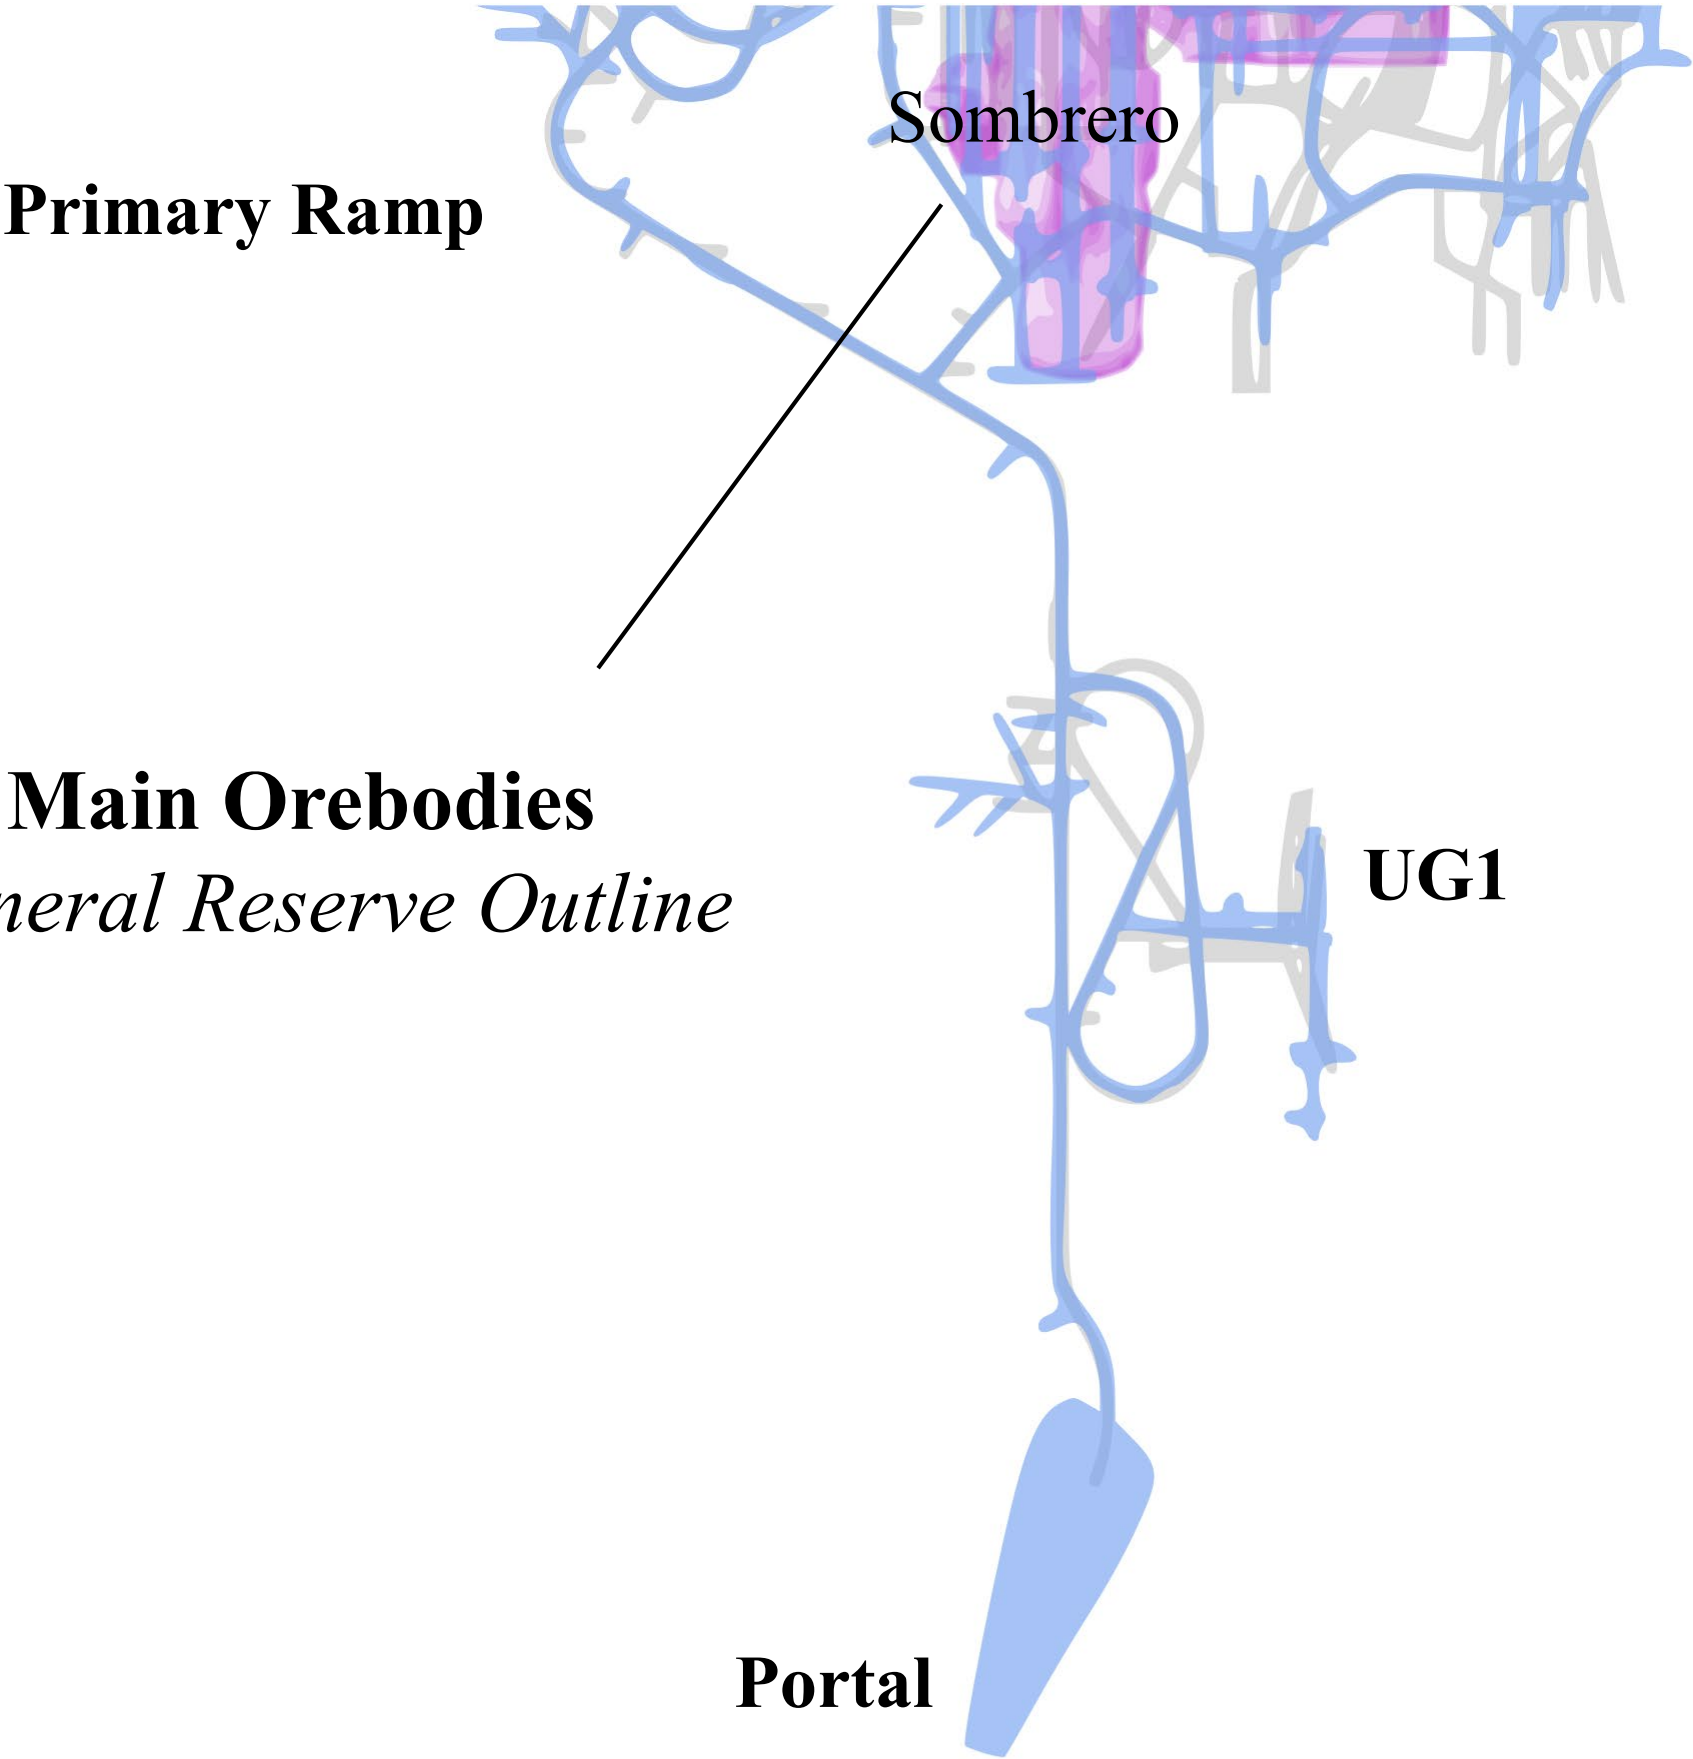 Sombrero
Primary Ramp
Main Orebodies
neral Reserve Outline
UG1
Portal